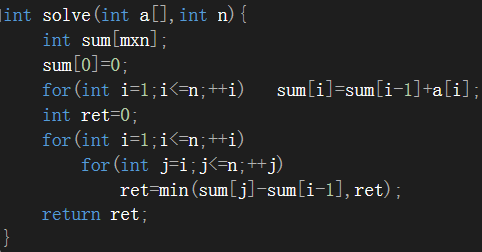 int solve(int a[],int n){
    int sum[mxn];
    sum[0]=0;
    for(int i=1;i<=n;++i)   sum[i]=sum[i-1]+a[i];
    int ret=0;
    for(int i=1;i<=n;++i)
        for(int j=i;j<=n;++j)
            ret=min(sum[j]-sum[i-1],ret);
    return ret;
}